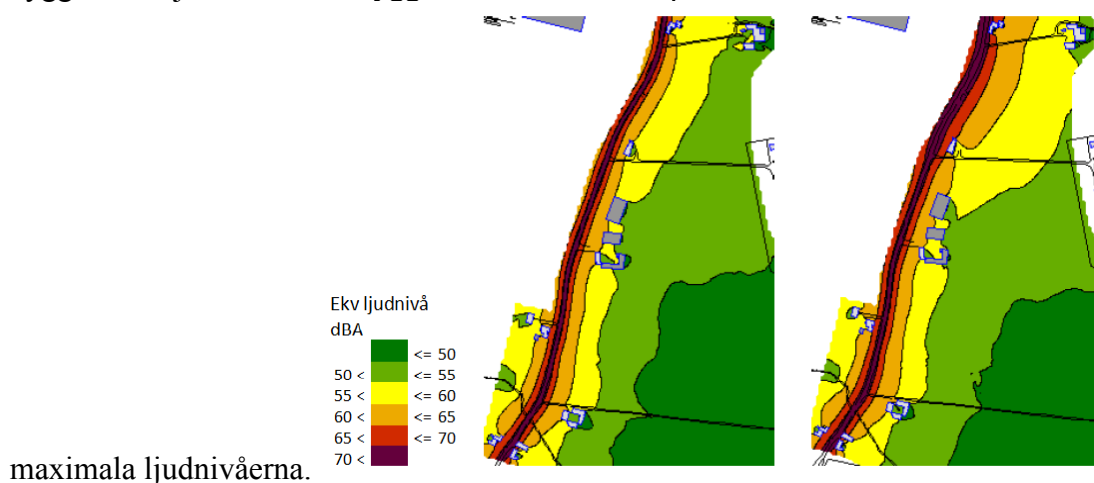 Ekv ljudnivå
dBA
<= 50
50 < <= 55
55 < <= 60
60 < <= 65
65 < <= 70
70 <
maximala ljudnivåerna.